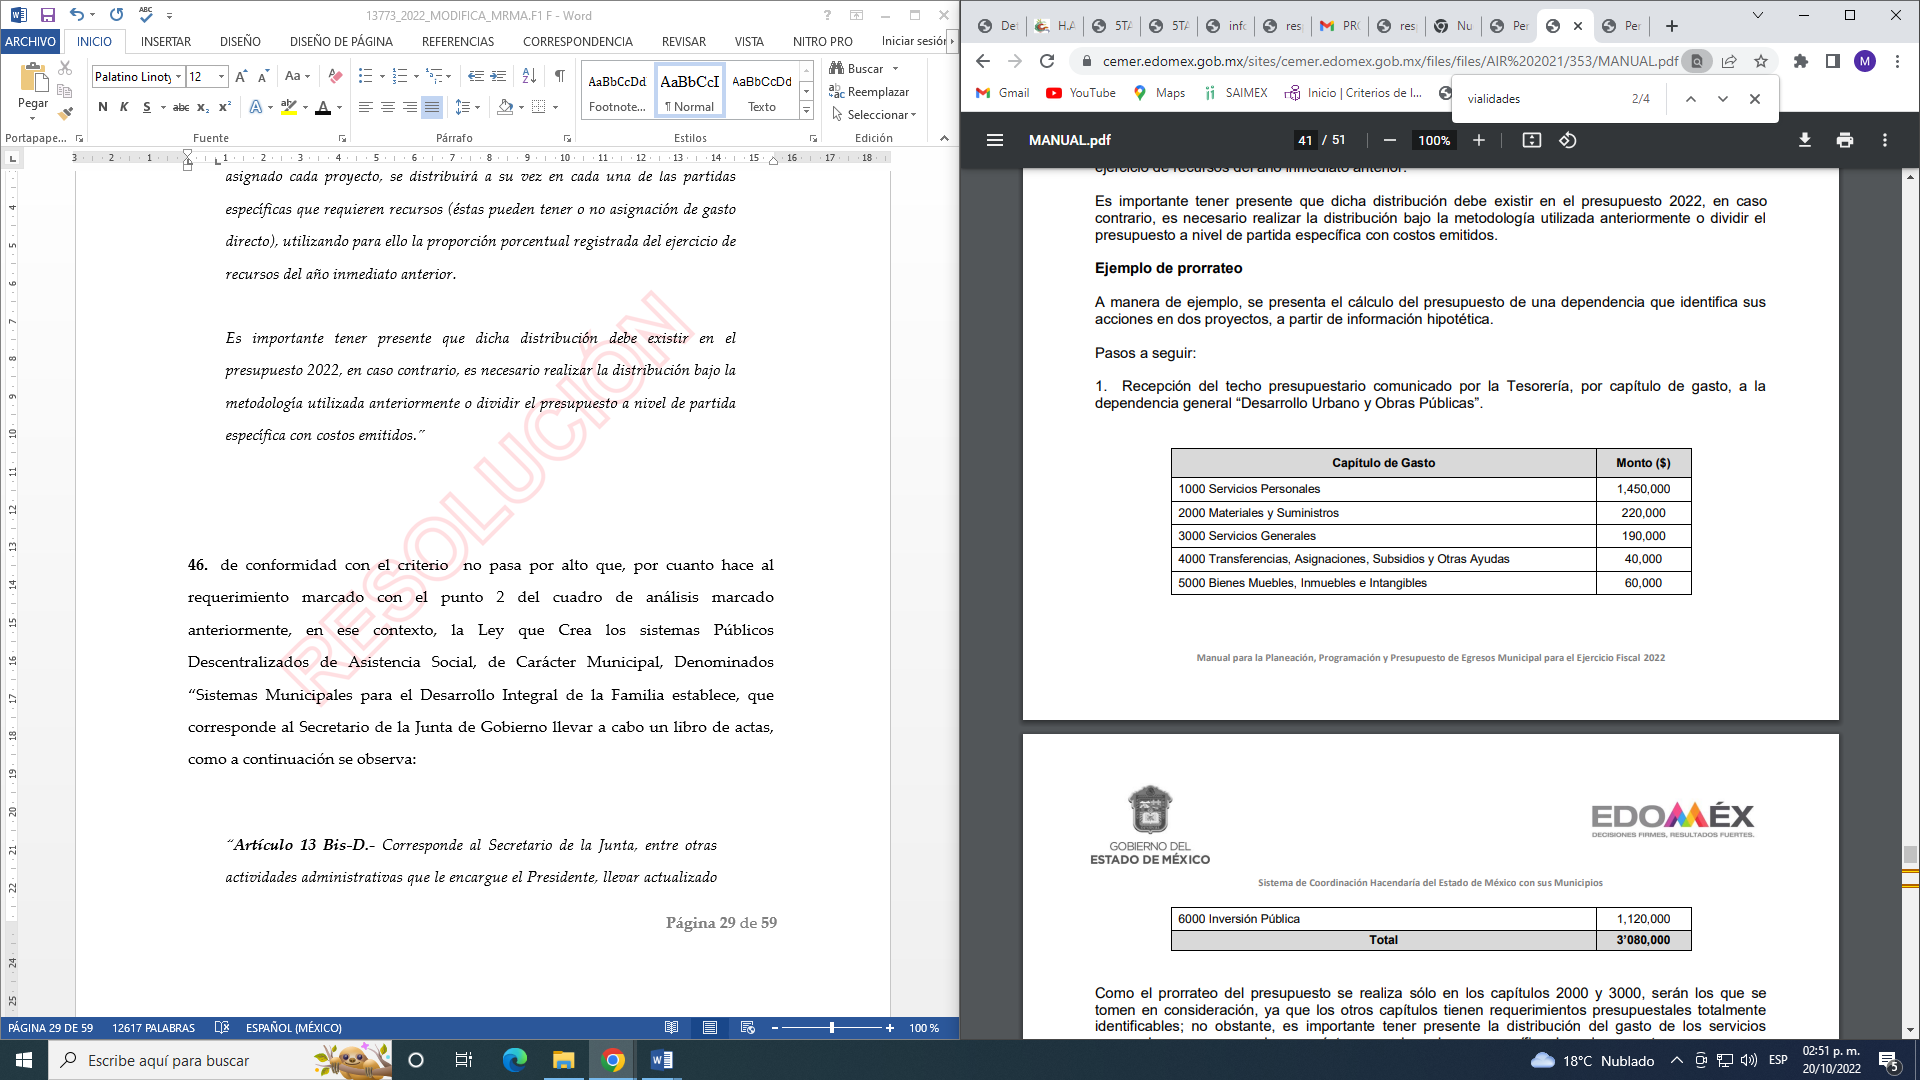 13773_2022_MODIFICA_MRMA.F1 F - Word
ARCHIVO INICIO INSERTAR DISEÑO DISEÑO DE PÁGINA REFERENCIAS CORRESPONDENCIA REVISAR VISTA NITRO PRO Iniciar sesión
Pegar
Palatino Linoty 12
N K S abc x₂ x²
Portapape... Fuente Párrafo Estilos Edición
AaBbCcDd AaBbCcI AaBbCcDd
Footnote... ¶ Normal Texto
Buscar
Reemplazar
Seleccionar
asignado cada proyecto, se distribuirá a su vez en cada una de las partidas
específicas que requieren recursos (éstas pueden tener o no asignación de gasto
directo), utilizando para ello la proporción porcentual registrada del ejercicio de
recursos del año inmediato anterior.
Es importante tener presente que dicha distribución debe existir en el
presupuesto 2022, en caso contrario, es necesario realizar la distribución bajo la
metodología utilizada anteriormente o dividir el presupuesto a nivel de partida
específica con costos emitidos.”
RESOLUCIÓN
46. de conformidad con el criterio no pasa por alto que, por cuanto hace al
requerimiento marcado con el punto 2 del cuadro de análisis marcado
anteriormente, en ese contexto, la Ley que Crea los sistemas Públicos
Descentralizados de Asistencia Social, de Carácter Municipal, Denominados
“Sistemas Municipales para el Desarrollo Integral de la Familia establece, que
corresponde al Secretario de la Junta de Gobierno llevar a cabo un libro de actas,
como a continuación se observa:
“Artículo 13 Bis-D.- Corresponde al Secretario de la Junta, entre otras
actividades administrativas que le encargue el Presidente, llevar actualizado
Página 29 de 59
PÁGINA 29 DE 59 12617 PALABRAS ESPAÑOL (MÉXICO) 100 %
Det H.A 5TA 5TA info res PRO res Nu Per Per
cemer.edomex.gob.mx/sites/cemer.edomex.gob.mx/files/files/AIR%202021/353/MANUAL.pdf
M
Gmail YouTube Maps SAIMEX Inicio | Criterios de I...
vialidades 2/4
MANUAL.pdf 41 / 51 100%
ejercicio de recursos del año inmediato anterior.
Es importante tener presente que dicha distribución debe existir en el presupuesto 2022, en caso
contrario, es necesario realizar la distribución bajo la metodología utilizada anteriormente o dividir el
presupuesto a nivel de partida específica con costos emitidos.
Ejemplo de prorrateo
A manera de ejemplo, se presenta el cálculo del presupuesto de una dependencia que identifica sus
acciones en dos proyectos, a partir de información hipotética.
Pasos a seguir:
1. Recepción del techo presupuestario comunicado por la Tesorería, por capítulo de gasto, a la
dependencia general “Desarrollo Urbano y Obras Públicas”.
Capítulo de Gasto Monto ($)
1000 Servicios Personales 1,450,000
2000 Materiales y Suministros 220,000
3000 Servicios Generales 190,000
4000 Transferencias, Asignaciones, Subsidios y Otras Ayudas 40,000
5000 Bienes Muebles, Inmuebles e Intangibles 60,000
Manual para la Planeación, Programación y Presupuesto de Egresos Municipal para el Ejercicio Fiscal 2022
GOBIERNO DEL
ESTADO DE MÉXICO
EDOMÉX
DECISIONES FIRMES, RESULTADOS FUERTES.
Sistema de Coordinación Hacendaría del Estado de México con sus Municipios
6000 Inversión Pública 1,120,000
Total 3’080,000
Como el prorrateo del presupuesto se realiza sólo en los capítulos 2000 y 3000, serán los que se
tomen en consideración, ya que los otros capítulos tienen requerimientos presupuestales totalmente
identificables; no obstante, es importante tener presente la distribución del gasto de los servicios
Escribe aquí para buscar
18°C Nublado ESP 02:51 p. m.
20/10/2022
5